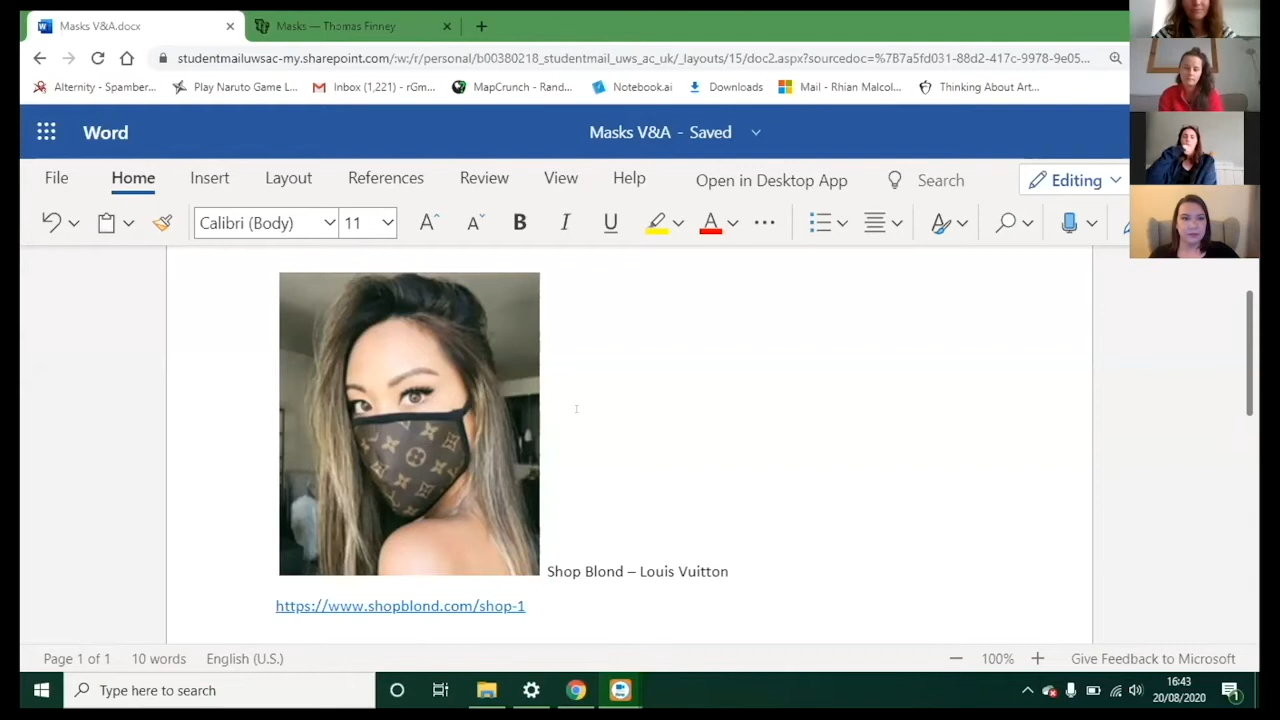 Masks V&A.docx
Masks — Thomas Finney
studentmailuwsac-my.sharepoint.com/:w:/r/personal/b00380218_studentmail_uws_ac_uk/_layouts/15/doc2.aspx?sourcedoc=%7B7a5fd031-88d2-417c-9978-9e05...
Alternity - Spamber... Play Naruto Game L... Inbox (1,221) - rGm... MapCrunch - Rand... Notebook.ai Downloads Mail - Rhian Malcol... Thinking About Art...
Word Masks V&A - Saved
File Home Insert Layout References Review View Help Open in Desktop App Search Editing
Calibri (Body) 11 A A B I U A
Shop Blond – Louis Vuitton
https://www.shopblond.com/shop-1
Page 1 of 1 10 words English (U.S.) 100% Give Feedback to Microsoft
Type here to search
16:43
20/08/2020
1